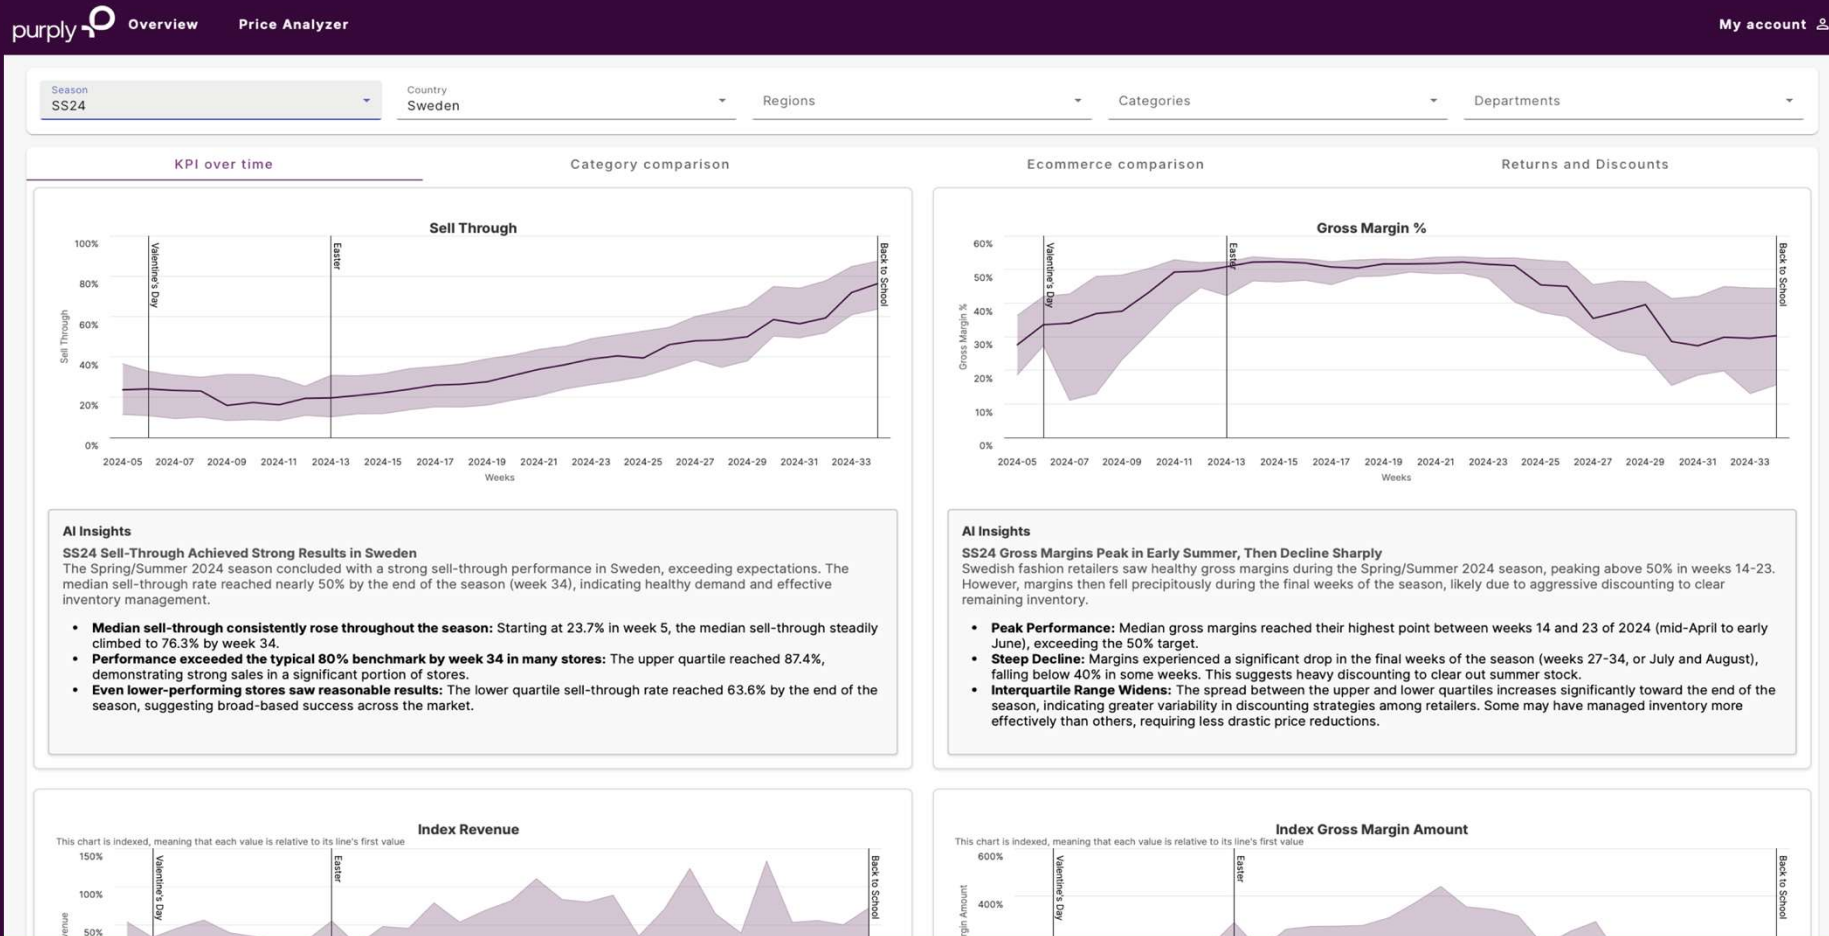 purply
Overview
Price Analyzer
My account
Season
SS24
Country
Sweden
Regions
Categories
Departments
KPI over time
Category comparison
Ecommerce comparison
Returns and Discounts
Sell Through
100%
80%
60%
40%
20%
0%
Sell Through
Valentine's Day
Easter
Back to School
2024-05 2024-07 2024-09 2024-11 2024-13 2024-15 2024-17 2024-19 2024-21 2024-23 2024-25 2024-27 2024-29 2024-31 2024-33
Weeks
AI Insights
SS24 Sell-Through Achieved Strong Results in Sweden
The Spring/Summer 2024 season concluded with a strong sell-through performance in Sweden, exceeding expectations. The
median sell-through rate reached nearly 50% by the end of the season (week 34), indicating healthy demand and effective
inventory management.
• Median sell-through consistently rose throughout the season: Starting at 23.7% in week 5, the median sell-through steadily
climbed to 76.3% by week 34.
• Performance exceeded the typical 80% benchmark by week 34 in many stores: The upper quartile reached 87.4%,
demonstrating strong sales in a significant portion of stores.
• Even lower-performing stores saw reasonable results: The lower quartile sell-through rate reached 63.6% by the end of the
season, suggesting broad-based success across the market.
Gross Margin %
60%
50%
40%
30%
20%
10%
0%
Gross Margin %
Valentine's Day
Easter
Back to School
2024-05 2024-07 2024-09 2024-11 2024-13 2024-15 2024-17 2024-19 2024-21 2024-23 2024-25 2024-27 2024-29 2024-31 2024-33
Weeks
AI Insights
SS24 Gross Margins Peak in Early Summer, Then Decline Sharply
Swedish fashion retailers saw healthy gross margins during the Spring/Summer 2024 season, peaking above 50% in weeks 14-23.
However, margins then fell precipitously during the final weeks of the season, likely due to aggressive discounting to clear
remaining inventory.
• Peak Performance: Median gross margins reached their highest point between weeks 14 and 23 of 2024 (mid-April to early
June), exceeding the 50% target.
• Steep Decline: Margins experienced a significant drop in the final weeks of the season (weeks 27-34, or July and August),
falling below 40% in some weeks. This suggests heavy discounting to clear out summer stock.
• Interquartile Range Widens: The spread between the upper and lower quartiles increases significantly toward the end of the
season, indicating greater variability in discounting strategies among retailers. Some may have managed inventory more
effectively than others, requiring less drastic price reductions.
Index Revenue
This chart is indexed, meaning that each value is relative to its line's first value
150%
100%
50%
Valentine's Day
Easter
Back to School
Index Gross Margin Amount
This chart is indexed, meaning that each value is relative to its line's first value
600%
400%
Amount
Valentine's Day
Easter
Back to School